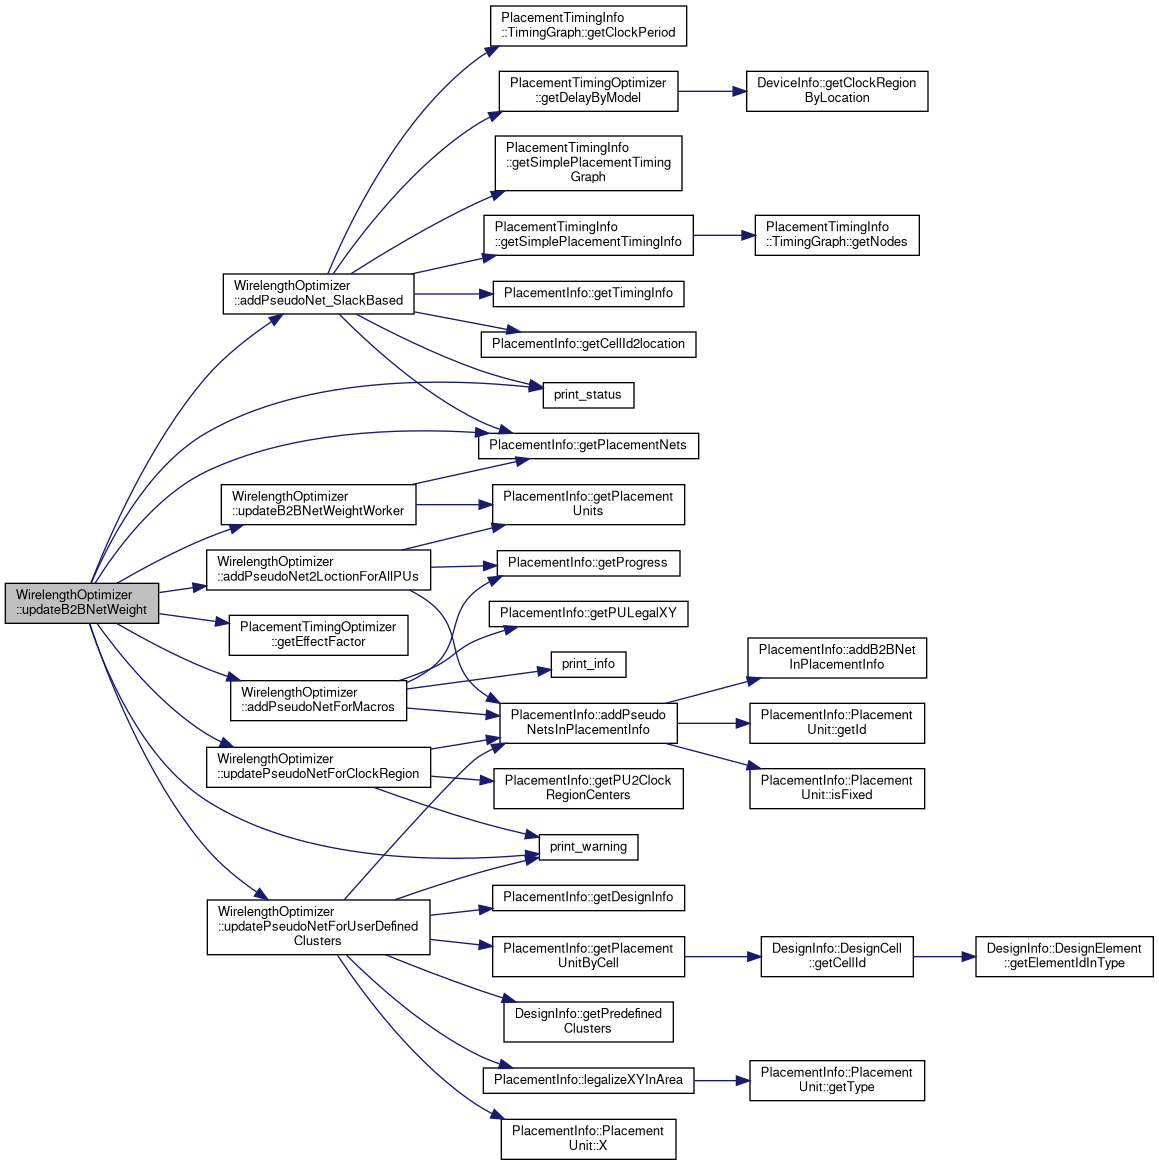 PlacementTimingInfo
::TimingGraph::getClockPeriod
PlacementTimingOptimizer
::getDelayByModel
DeviceInfo::getClockRegion
ByLocation
PlacementTimingInfo
::getSimplePlacementTiming
Graph
PlacementTimingInfo
::getSimplePlacementTimingInfo
PlacementTimingInfo
::TimingGraph::getNodes
WirelengthOptimizer
::addPseudoNet_SlackBased
PlacementInfo::getTimingInfo
PlacementInfo::getCellId2location
print_status
PlacementInfo::getPlacementNets
WirelengthOptimizer
::updateB2BNetWeightWorker
PlacementInfo::getPlacement
Units
WirelengthOptimizer
::addPseudoNet2LoctionForAllPUs
PlacementInfo::getProgress
WirelengthOptimizer
::updateB2BNetWeight
PlacementTimingOptimizer
::getEffectFactor
PlacementInfo::getPULegalXY
print_info
PlacementInfo::addB2BNet
InPlacementInfo
WirelengthOptimizer
::addPseudoNetForMacros
PlacementInfo::addPseudo
NetsInPlacementInfo
PlacementInfo::Placement
Unit::getId
WirelengthOptimizer
::updatePseudoNetForClockRegion
PlacementInfo::getPU2Clock
RegionCenters
PlacementInfo::Placement
Unit::isFixed
print_warning
WirelengthOptimizer
::updatePseudoNetForUserDefined
Clusters
PlacementInfo::getDesignInfo
PlacementInfo::getPlacement
UnitByCell
DesignInfo::DesignCell
::getCellId
DesignInfo::DesignElement
::getElementIdInType
DesignInfo::getPredefined
Clusters
PlacementInfo::legalizeXYInArea
PlacementInfo::Placement
Unit::getType
PlacementInfo::Placement
Unit::X